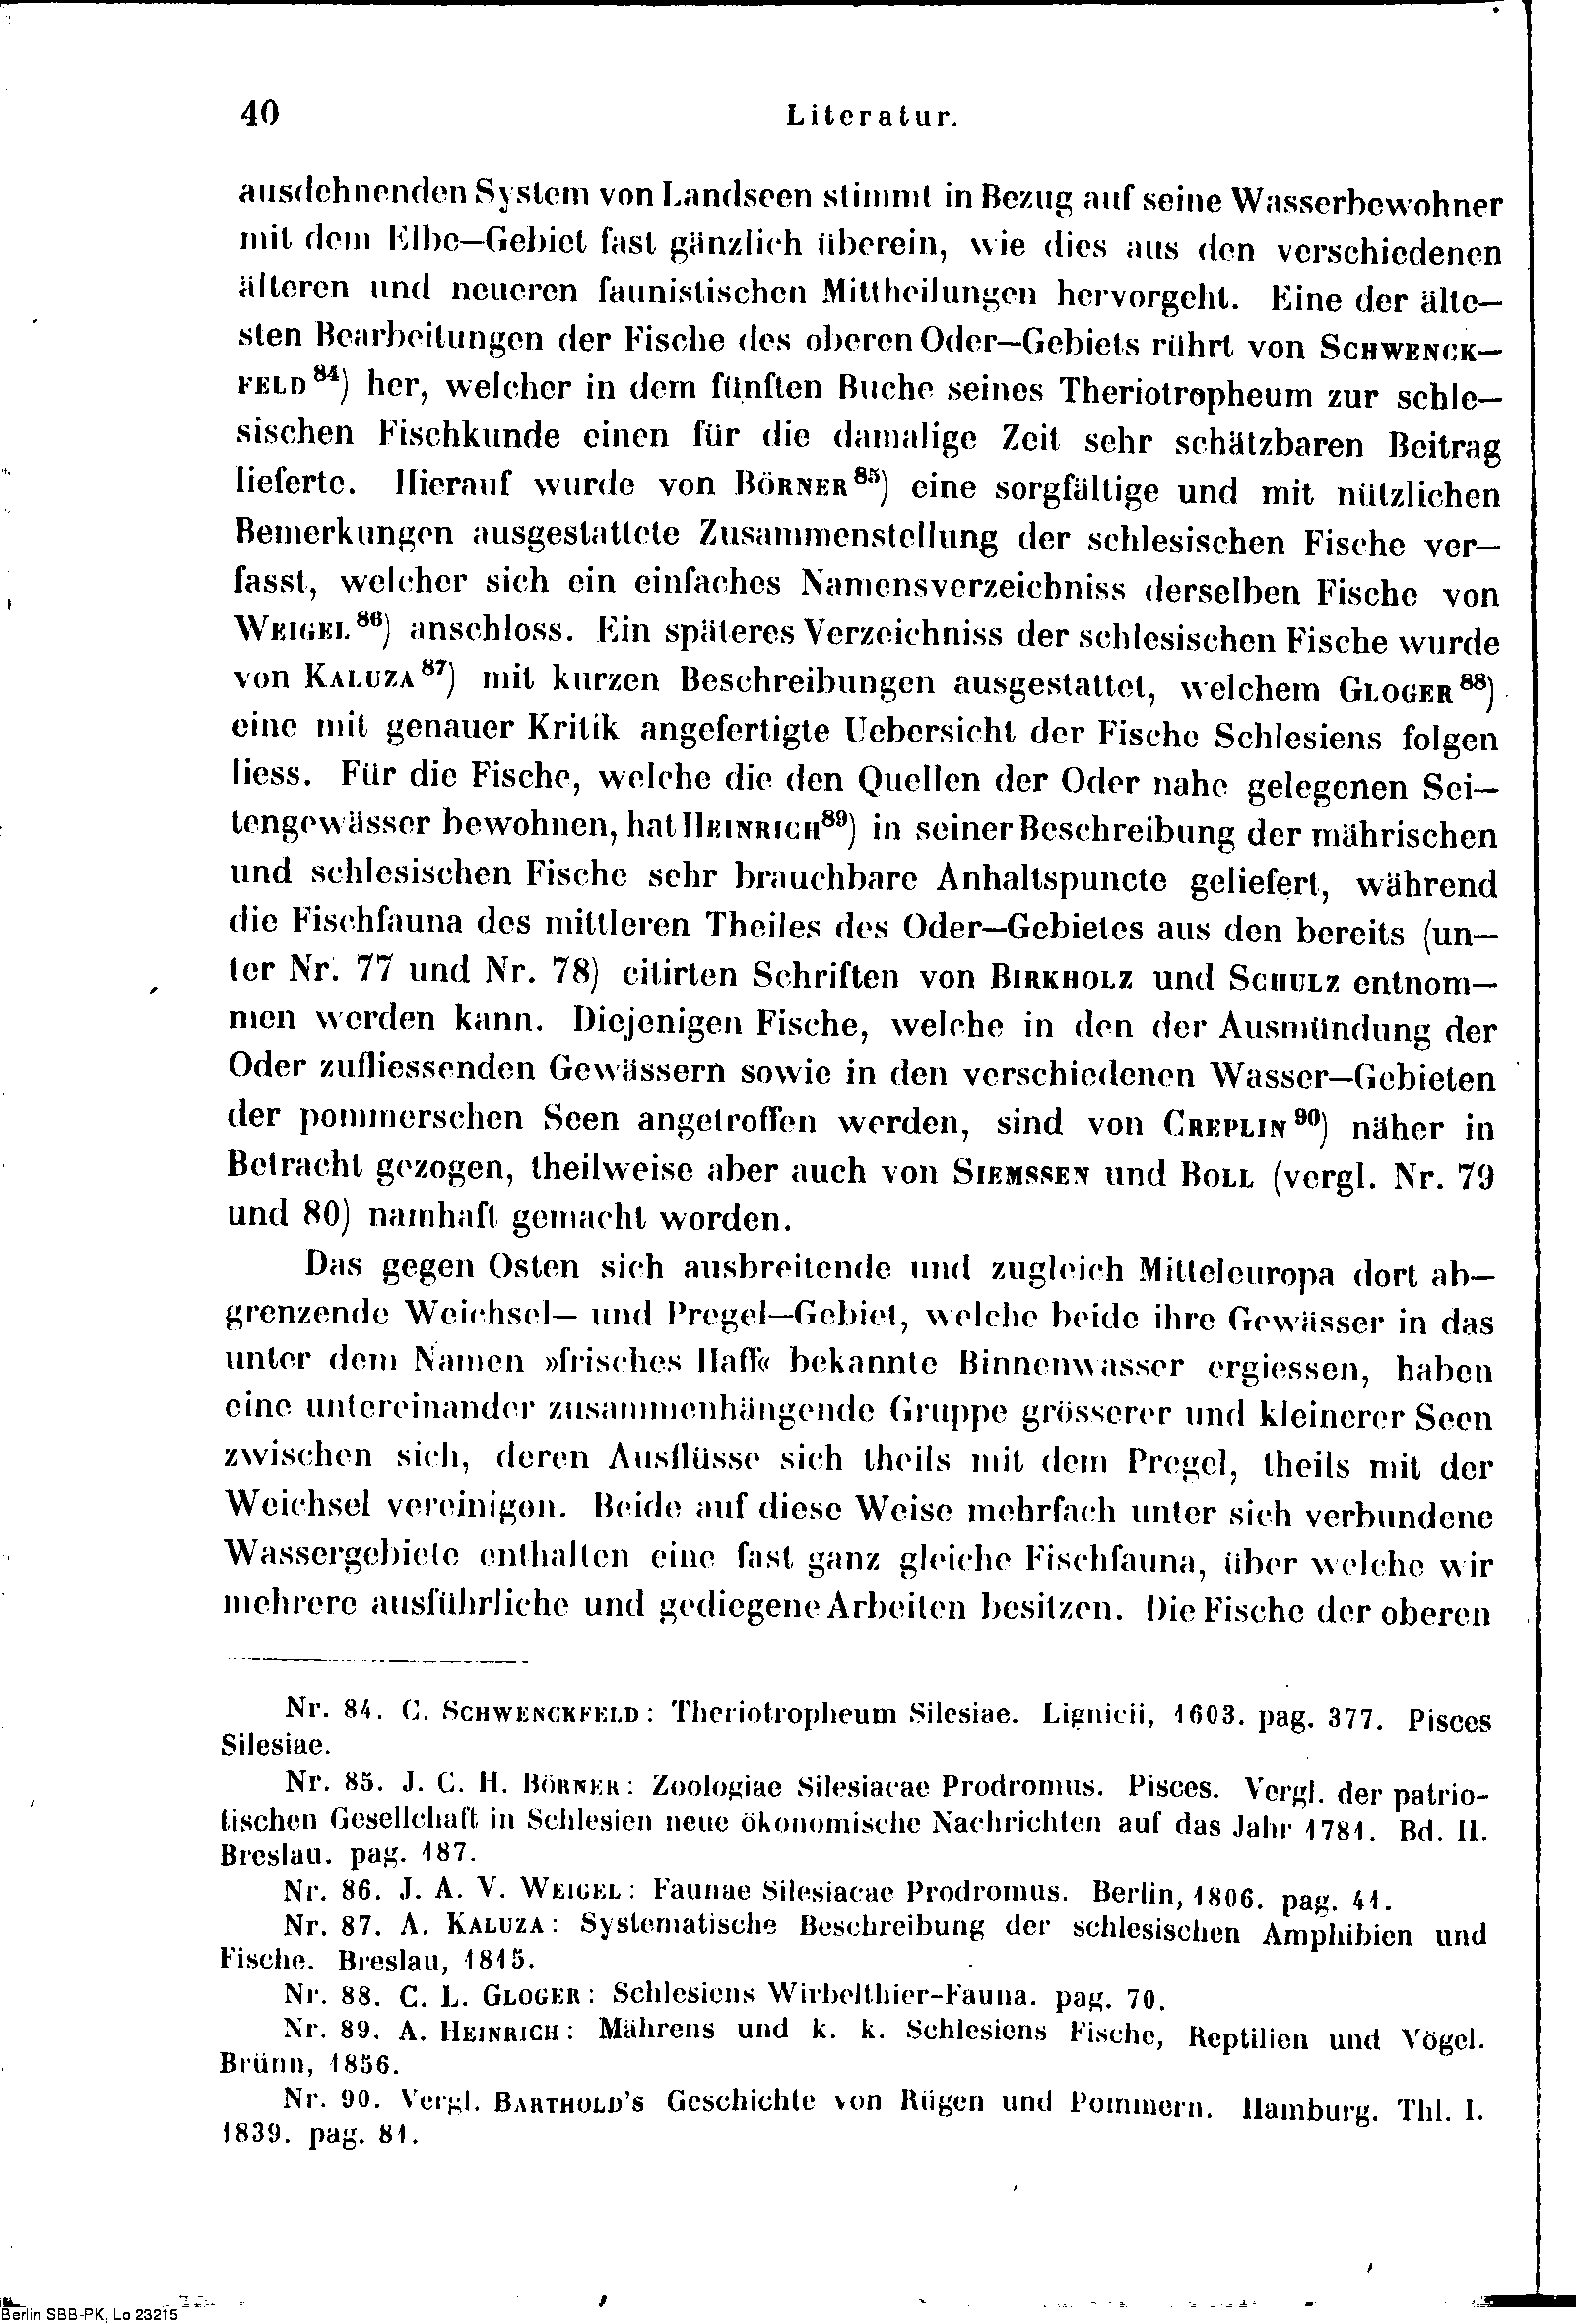 40
Literatur.
ausdehnenden System von Landseen stimmt in Bezug auf seine Wasserbewohner
mit dem Elbe-Gebiet fast gänzlich überein, wie dies aus den verschiedenen
älteren und neueren faunistischen Mittheilungen hervorgeht. Eine der älte-
sten Bearbeitungen der Fische des oberen Oder-Gebiets rührt von SCHWENCK-
FELD 84) her, welcher in dem fünften Buche seines Theriotropheum zur schle-
sischen Fischkunde einen für die damalige Zeit sehr schätzbaren Beitrag
lieferte. Hierauf wurde von BÖRNER 85) eine sorgfältige und mit nützlichen
Bemerkungen ausgestattete Zusammenstellung der schlesischen Fische ver-
fasst, welcher sich ein einfaches Namensverzeichniss derselben Fische von
WEIGEL 86) anschloss. Ein späteres Verzeichniss der schlesischen Fische wurde
von KALUZA 87) mit kurzen Beschreibungen ausgestattet, welchem GLOGER 88)
eine mit genauer Kritik angefertigte Uebersicht der Fische Schlesiens folgen
liess. Für die Fische, welche die den Quellen der Oder nahe gelegenen Sei-
tengewässer bewohnen, hat HEINRICH 89) in seiner Beschreibung der mährischen
und schlesischen Fische sehr brauchbare Anhaltspuncte geliefert, während
die Fischfauna des mittleren Theiles des Oder-Gebietes aus den bereits (un-
ter Nr. 77 und Nr. 78) citirten Schriften von BIRKHOLZ und SCHULZ entnom-
men werden kann. Diejenigen Fische, welche in den der Ausmündung der
Oder zufliessenden Gewässern sowie in den verschiedenen Wasser-Gebieten
der pommerschen Seen angetroffen werden, sind von CREPLIN 90) näher in
Betracht gezogen, theilweise aber auch von SIEMSSEN und BOLL (vergl. Nr. 79
und 80) namhaft gemacht worden.
Das gegen Osten sich ausbreitende und zugleich Mitteleuropa dort ab-
grenzende Weichsel- und Pregel-Gebiet, welche beide ihre Gewässer in das
unter dem Namen »frisches Haff« bekannte Binnenwasser ergiessen, haben
eine untereinander zusammenhängende Gruppe grösserer und kleinerer Seen
zwischen sich, deren Ausflüsse sich theils mit dem Pregel, theils mit der
Weichsel vereinigen. Beide auf diese Weise mehrfach unter sich verbundene
Wassergebiete enthalten eine fast ganz gleiche Fischfauna, über welche wir
mehrere ausführliche und gediegene Arbeiten besitzen. Die Fische der oberen
Nr. 84. C. SCHWENCKFELD: Theriotropheum Silesiae. Lignicii, 1603. pag. 377. Pisces
Silesiae.
Nr. 85. J. C. H. BÖRNER: Zoologiae Silesiacae Prodromus. Pisces. Vergl. der patrio-
tischen Gesellchaft in Schlesien neue ökonomische Nachrichten auf das Jahr 1781. Bd. II.
Breslau. pag. 187.
Nr. 86. J. A. V. WEIGEL: Faunae Silesiacae Prodromus. Berlin, 1806. pag. 41.
Nr. 87. A. KALUZA: Systematische Beschreibung der schlesischen Amphibien und
Fische. Breslau, 1815.
Nr. 88. C. L. GLOGER: Schlesiens Wirbelthier-Fauna. pag. 70.
Nr. 89. A. HEINRICH: Mährens und k. k. Schlesiens Fische, Reptilien und Vögel.
Brünn, 1856.
Nr. 90. Vergl. BARTHOLD'S Geschichte von Rügen und Pommern. Hamburg. Thl. I.
1839. pag. 81.
Berlin SBB-PK, Lo 23215